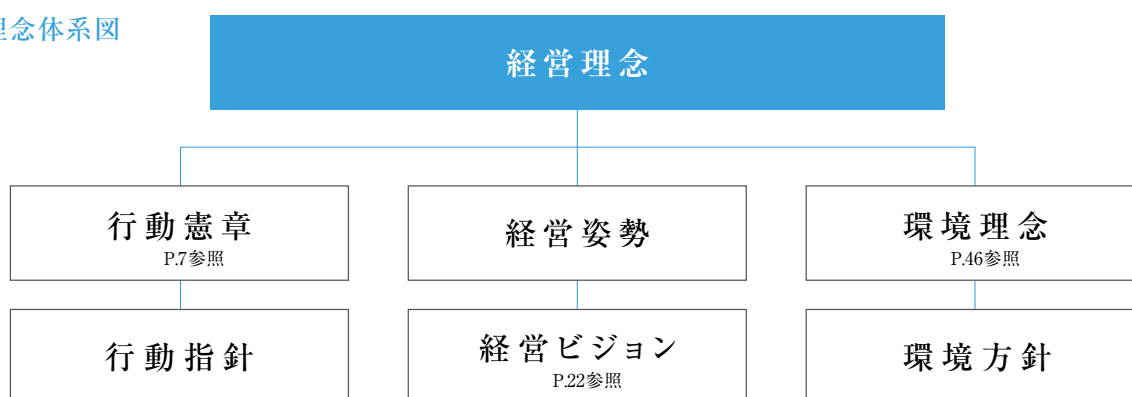 理念体系図
経営理念
行動憲章
P.7参照
経営姿勢
環境理念
P.46参照
行動指針
経営ビジョン
P.22参照
環境方針